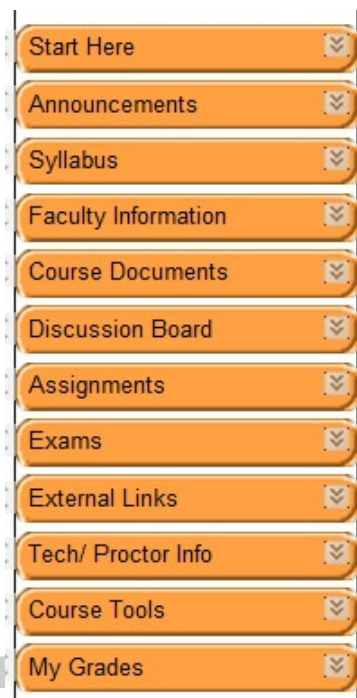 Start Here
Announcements
Syllabus
Faculty Information
Course Documents
Discussion Board
Assignments
Exams
External Links
Tech/ Proctor Info
Course Tools
My Grades